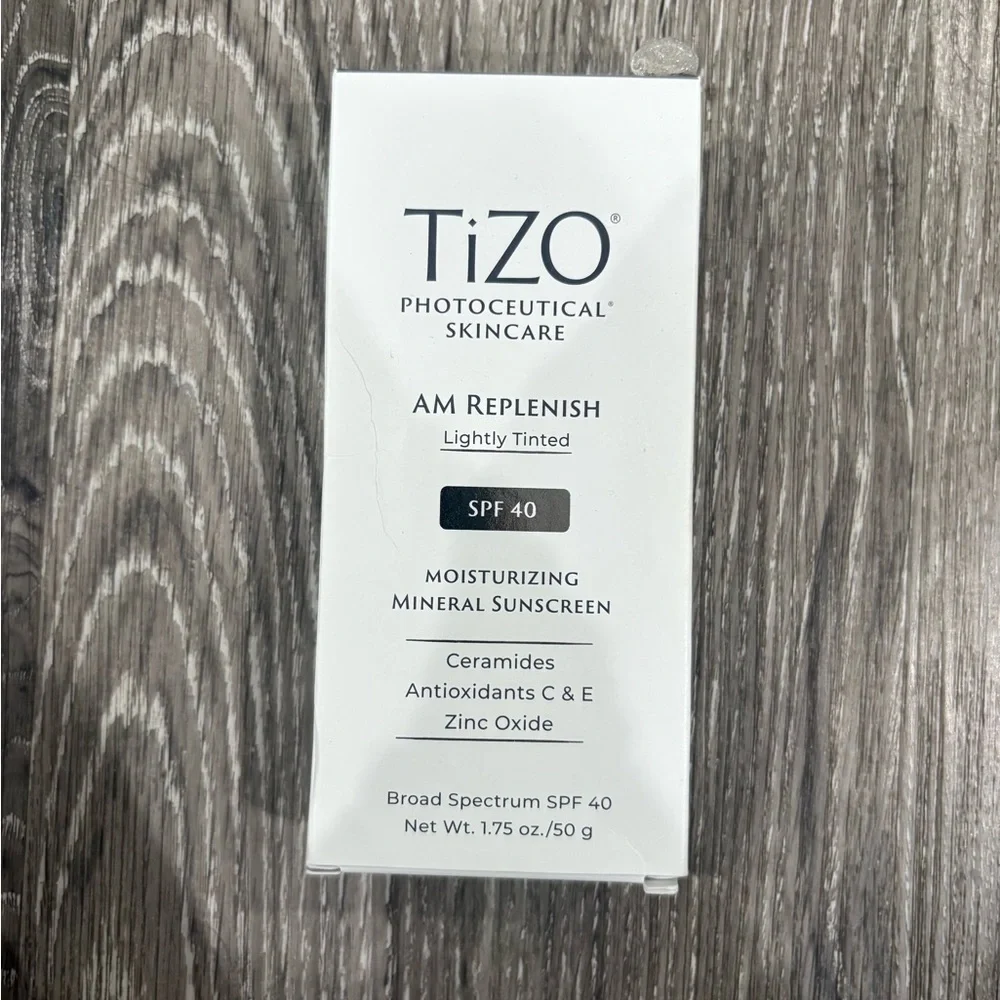 TiZO®
PHOTOCEUTICAL®
SKINCARE
AM REPLENISH
Lightly Tinted
SPF 40
MOISTURIZING
MINERAL SUNSCREEN
Ceramides
Antioxidants C & E
Zinc Oxide
Broad Spectrum SPF 40
Net Wt. 1.75 oz./50 g